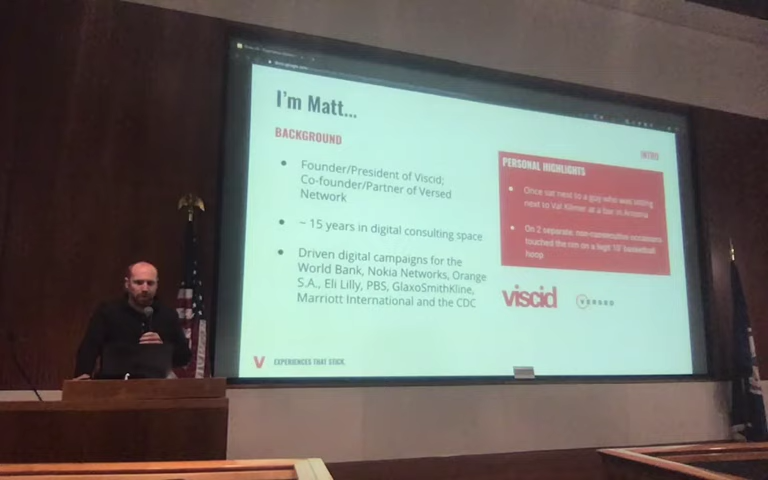 I'm Matt...
BACKGROUND
• Founder/President of Viscid;
Co-founder/Partner of Versed
Network
• ~ 15 years in digital consulting space
• Driven digital campaigns for the
World Bank, Nokia Networks, Orange
S.A., Eli Lilly, PBS, GlaxoSmithKline,
Marriott International and the CDC
INTRO
PERSONAL HIGHLIGHTS
• Once sat next to a guy who was sitting
next to Val Kilmer at a bar in Arizona
• On 2 separate, non-consecutive occasions
touched the rim on a legit 10' basketball
hoop
viscid
VERSED
V EXPERIENCES THAT STICK.